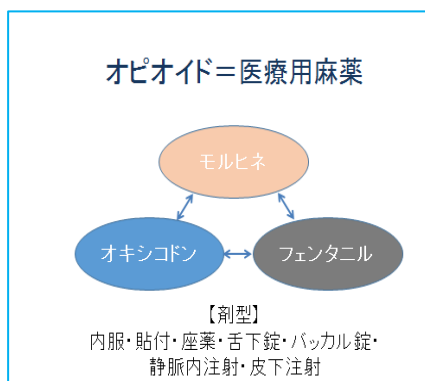 オピオイド＝医療用麻薬
モルヒネ
オキシコドン
フェンタニル
【剤型】
内服・貼付・座薬・舌下錠・バッカル錠・
静脈内注射・皮下注射